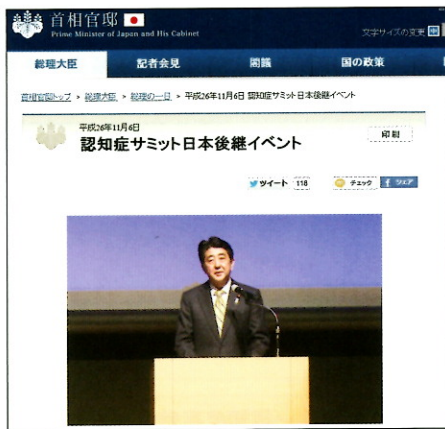 首相官邸
Prime Minister of Japan and His Cabinet
文字サイズの変更
総理大臣 記者会見 閣議 国の政策
首相官邸トップ > 総理大臣 > 総理の一日 > 平成26年11月6日 認知症サミット日本後継イベント
平成26年11月6日
認知症サミット日本後継イベント
印刷
ツイート 118 チェック シェア